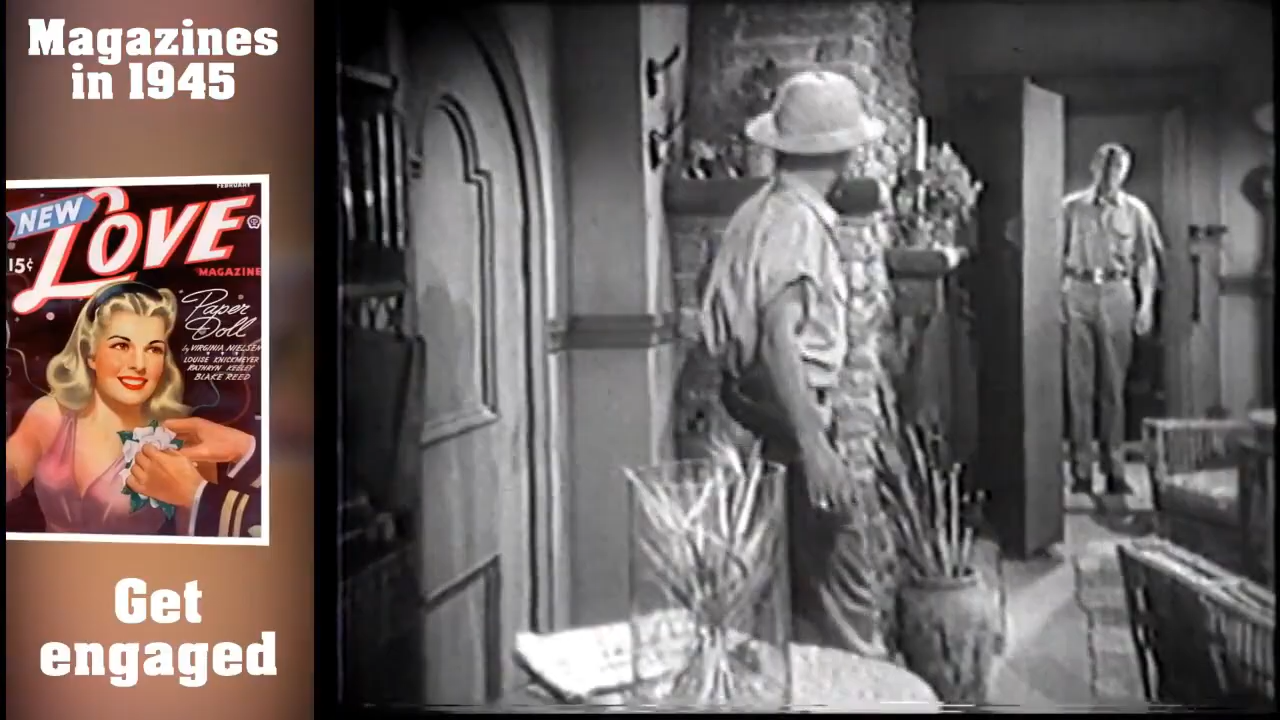 Magazines
in 1945
FEBRUARY
NEW
LOVE
15¢
MAGAZINE
Paper
Doll
by VIRGINIA NIELSEN
LOUISE KNICKMEYER
KATHRYN KEELEY
BLAKE REED
Get
engaged